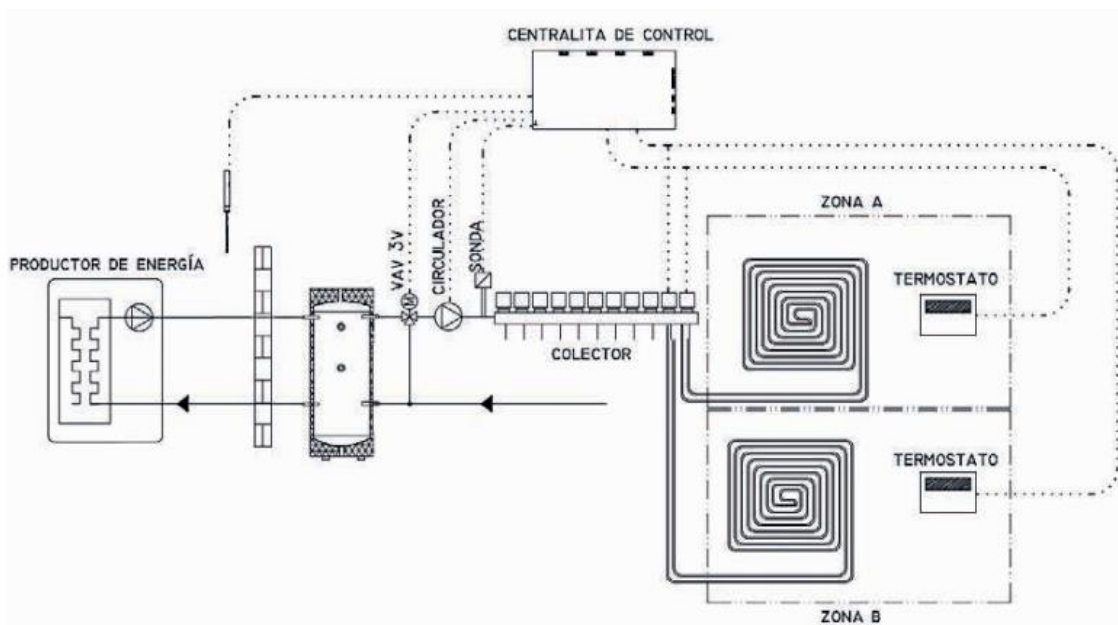 CENTRALITA DE CONTROL
PRODUCTOR DE ENERGÍA
VAV 3V
CIRCULADOR
SONDA
M
COLECTOR
ZONA A
TERMOSTATO
TERMOSTATO
ZONA B